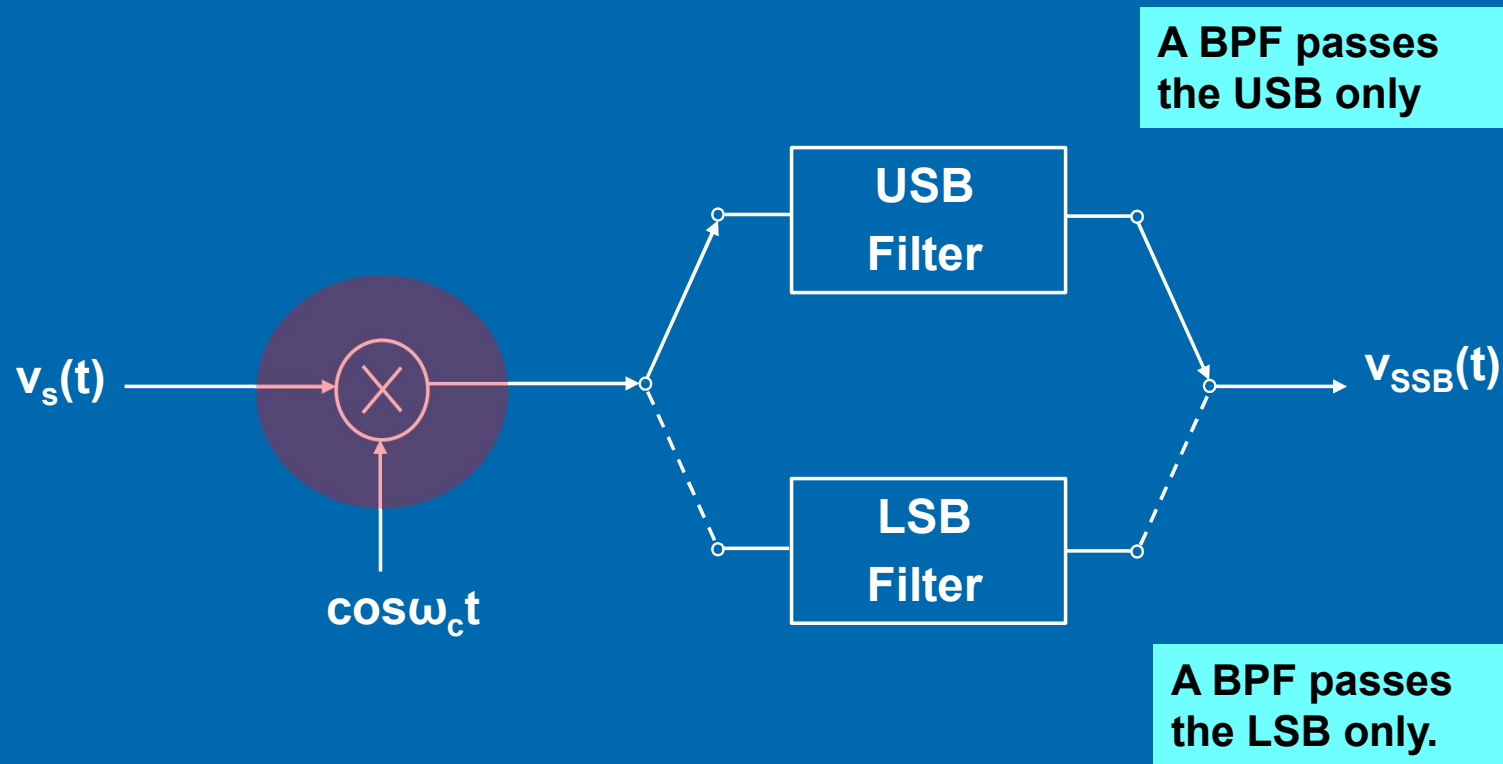 A BPF passes
the USB only
USB
Filter
vs(t)
vSSB(t)
LSB
Filter
cosωct
A BPF passes
the LSB only.